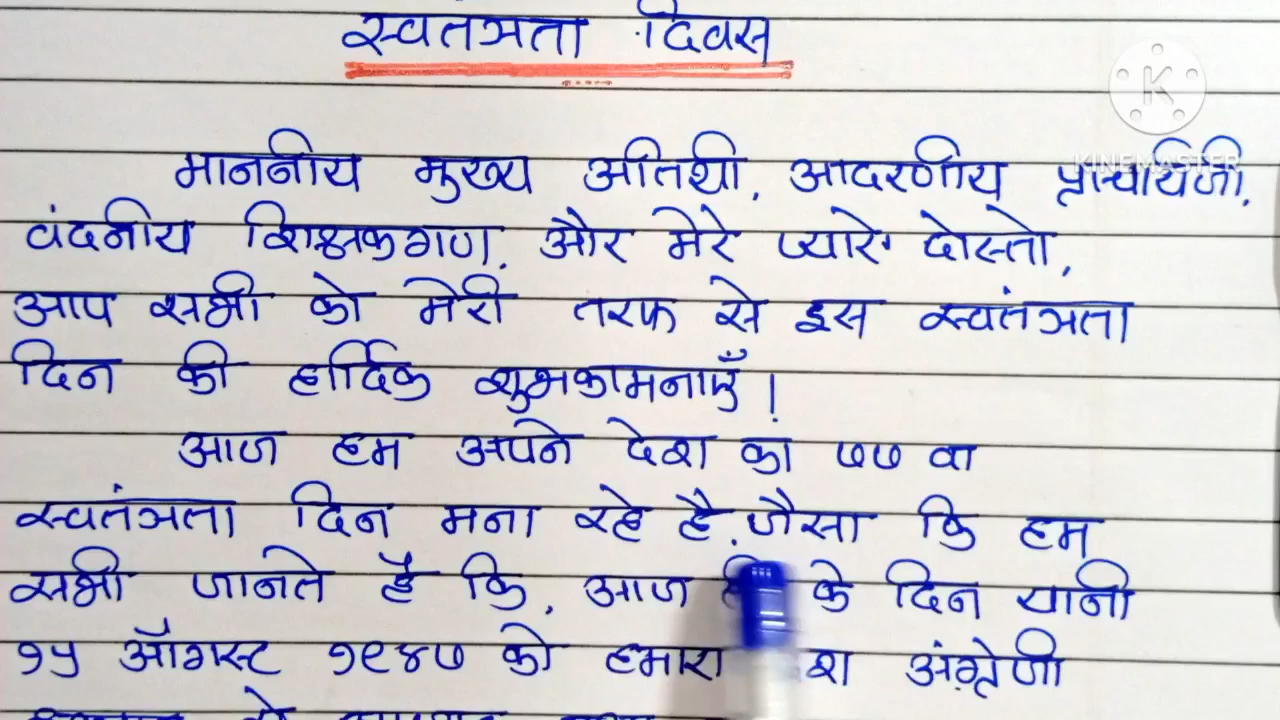 स्वतंत्रता दिवस
K
KINEMASTER
माननीय मुख्य अतिथी, आदरणीय प्राचार्यजी,
वंदनीय शिक्षकगण, और मेरे प्यारे दोस्तो,
आप सभी को मेरी तरफ से इस स्वतंत्रता
दिन की हार्दिक शुभकामनाएँ!
आज हम अपने देश का ७७ वा
स्वतंत्रता दिन मना रहे है. जैसा कि हम
सभी जानते है कि, आज के दिन यानी
१५ ऑगस्ट १९४७ को हमारा अंग्रेजी